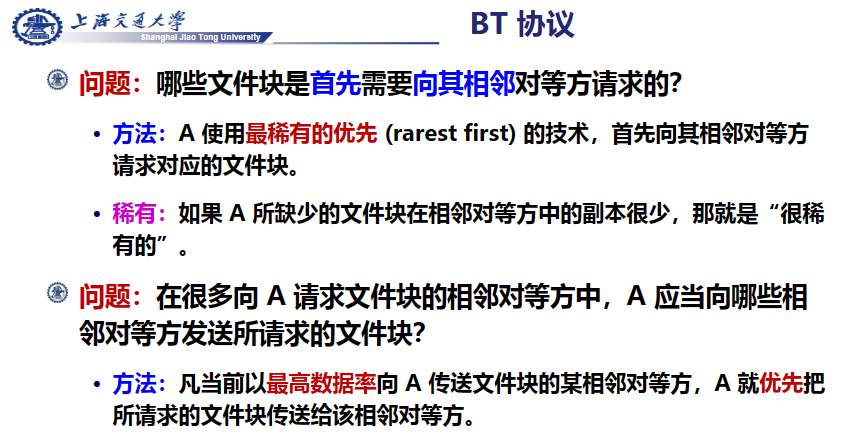 上海交通大学
Shanghai Jiao Tong University
BT 协议
问题：哪些文件块是首先需要向其相邻对等方请求的？
• 方法：A 使用最稀有的优先 (rarest first) 的技术，首先向其相邻对等方
请求对应的文件块。
• 稀有：如果 A 所缺少的文件块在相邻对等方中的副本很少，那就是“很稀
有的”。
问题：在很多向 A 请求文件块的相邻对等方中，A 应当向哪些相
邻对等方发送所请求的文件块？
• 方法：凡当前以最高数据率向 A 传送文件块的某相邻对等方，A 就优先把
所请求的文件块传送给该相邻对等方。